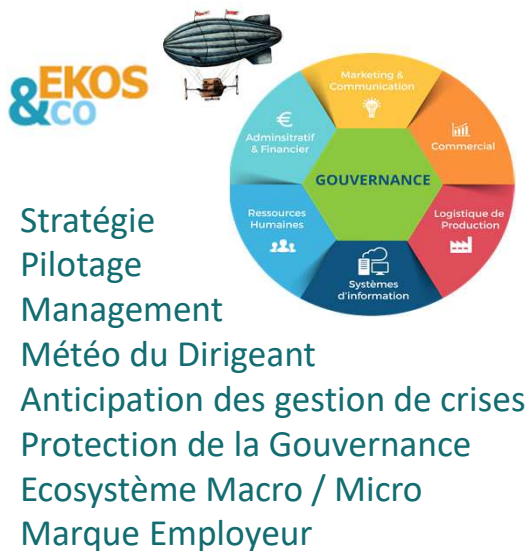 &EKOS
CO
Marketing &
Communication
€
Adminsitratif
& Financier
Commercial
GOUVERNANCE
Ressources
Humaines
Logistique de
Production
Systèmes
d'information
Stratégie
Pilotage
Management
Météo du Dirigeant
Anticipation des gestion de crises
Protection de la Gouvernance
Ecosystème Macro / Micro
Marque Employeur